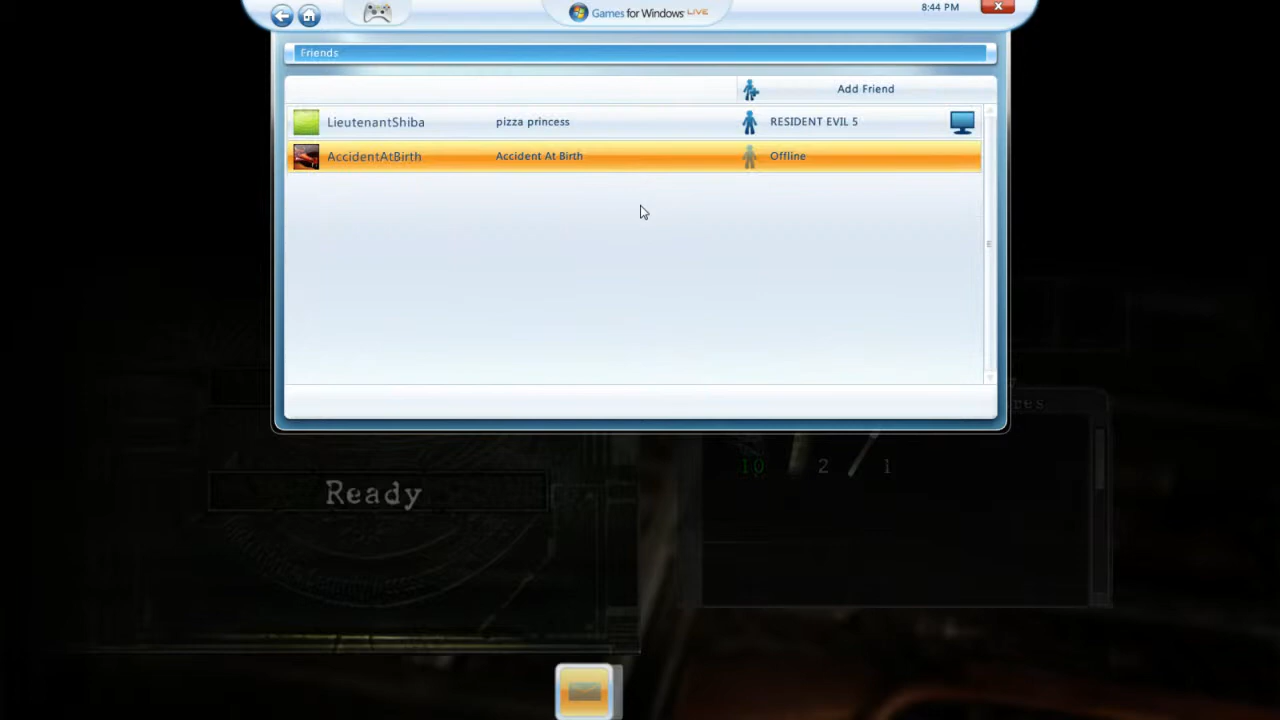 Games for Windows LIVE
8:44 PM
Friends
Add Friend
LieutenantShiba pizza princess RESIDENT EVIL 5
AccidentAtBirth Accident At Birth Offline
10 2 1
Ready